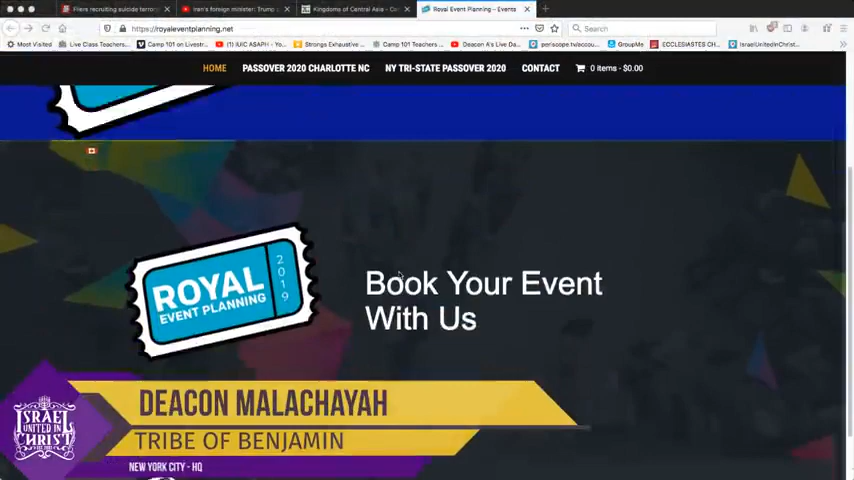 Fliers recruiting suicide terror
Iran's foreign minister: Trump
Kingdoms of Central Asia - Co
Royal Event Planning – Events
https://royaleventplanning.net
Search
Most Visited
Live Class Teachers...
Camp 101 on Livestre...
(1) IUIC ASAPH - Yo...
Strongs Exhaustive...
Camp 101 Teachers...
Deacon A's Live Da...
periscope.tv/occou...
GroupMe
ECCLESIASTES CH...
IsraelUnitedInChrist...
HOME
PASSOVER 2020 CHARLOTTE NC
NY TRI-STATE PASSOVER 2020
CONTACT
0 items - $0.00
ROYAL
EVENT PLANNING
2019
Book Your Event
With Us
DEACON MALACHAYAH
TRIBE OF BENJAMIN
NEW YORK CITY - HQ
ISRAEL
UNITED IN
CHRIST